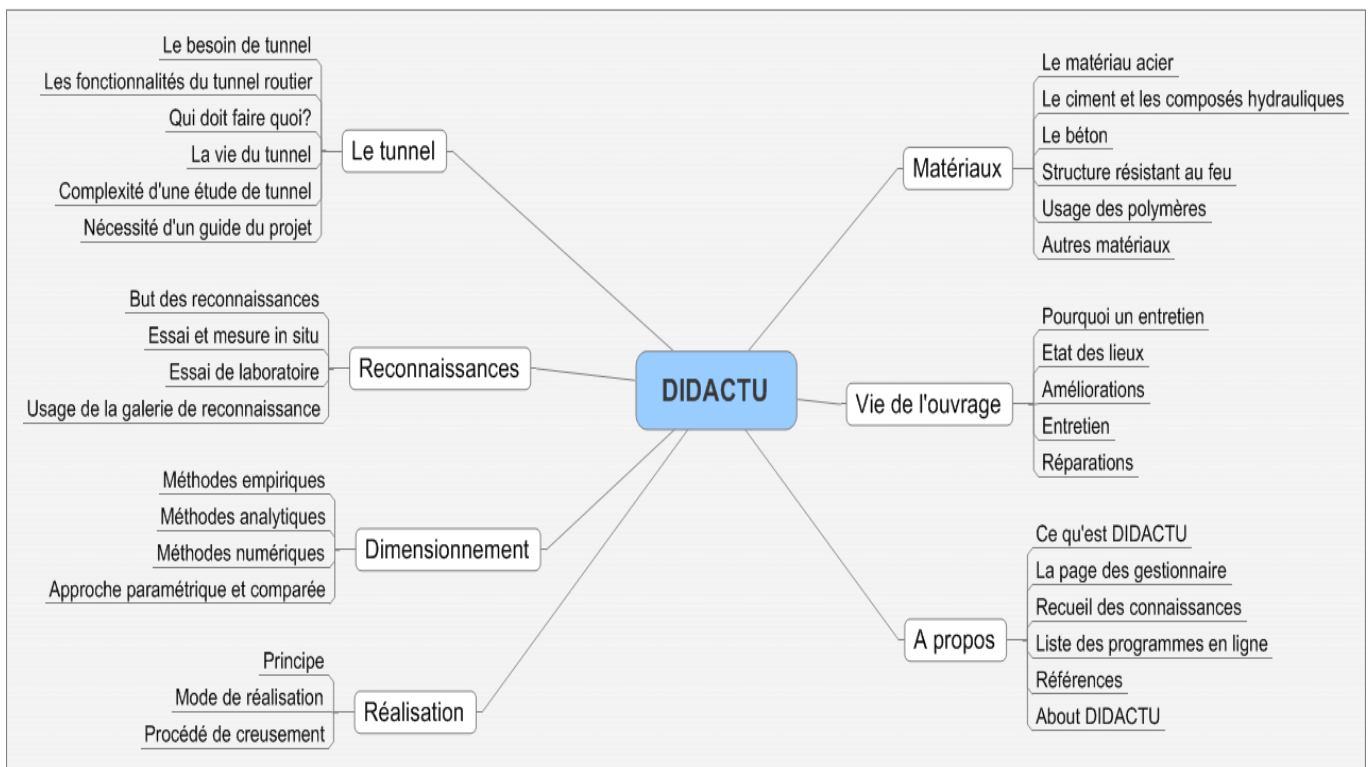 Le besoin de tunnel
Les fonctionnalités du tunnel routier
Qui doit faire quoi?
La vie du tunnel
Complexité d'une étude de tunnel
Nécessité d'un guide du projet
Le tunnel
But des reconnaissances
Essai et mesure in situ
Essai de laboratoire
Usage de la galerie de reconnaissance
Reconnaissances
Méthodes empiriques
Méthodes analytiques
Méthodes numériques
Approche paramétrique et comparée
Dimensionnement
Principe
Mode de réalisation
Procédé de creusement
Réalisation
DIDACTU
Matériaux
Le matériau acier
Le ciment et les composés hydrauliques
Le béton
Structure résistant au feu
Usage des polymères
Autres matériaux
Vie de l'ouvrage
Pourquoi un entretien
Etat des lieux
Améliorations
Entretien
Réparations
A propos
Ce qu'est DIDACTU
La page des gestionnaire
Recueil des connaissances
Liste des programmes en ligne
Références
About DIDACTU